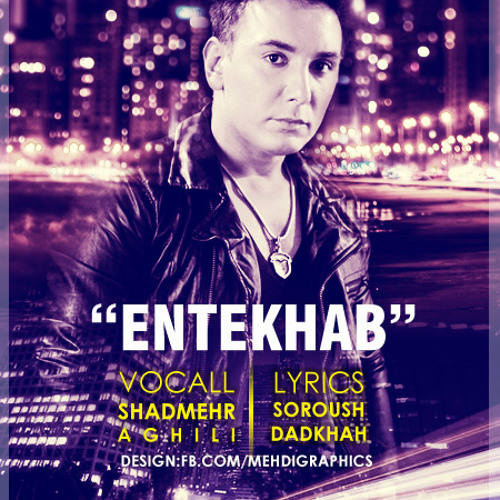 “ENTEKHAB”
VOCALL
SHADMEHR
AGHILI
LYRICS
SOROUSH
DADKHAH
DESIGN:FB.COM/MEHDIGRAPHICS